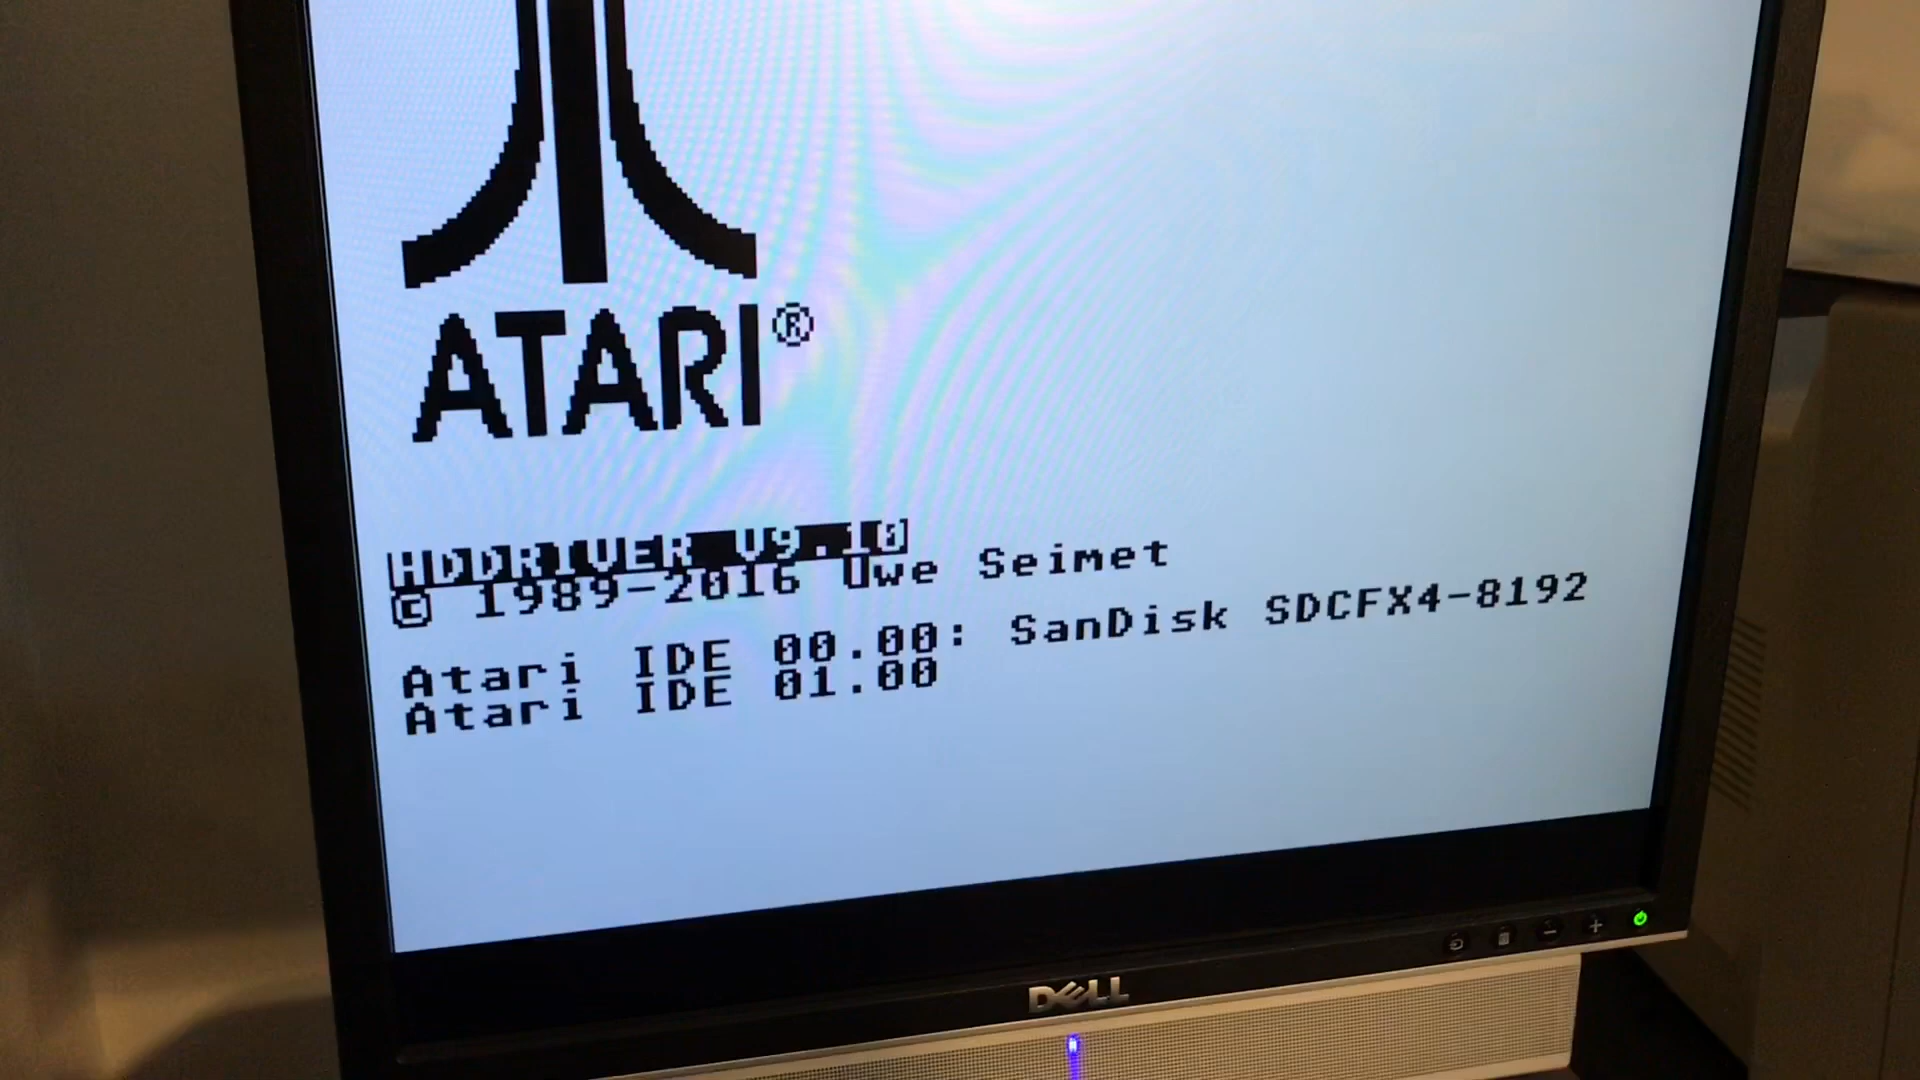 ATARI®
HDDRIVER V9.10
© 1989-2016 Uwe Seimet
Atari IDE 00.00: SanDisk SDCFX4-8192
Atari IDE 01.00
DELL